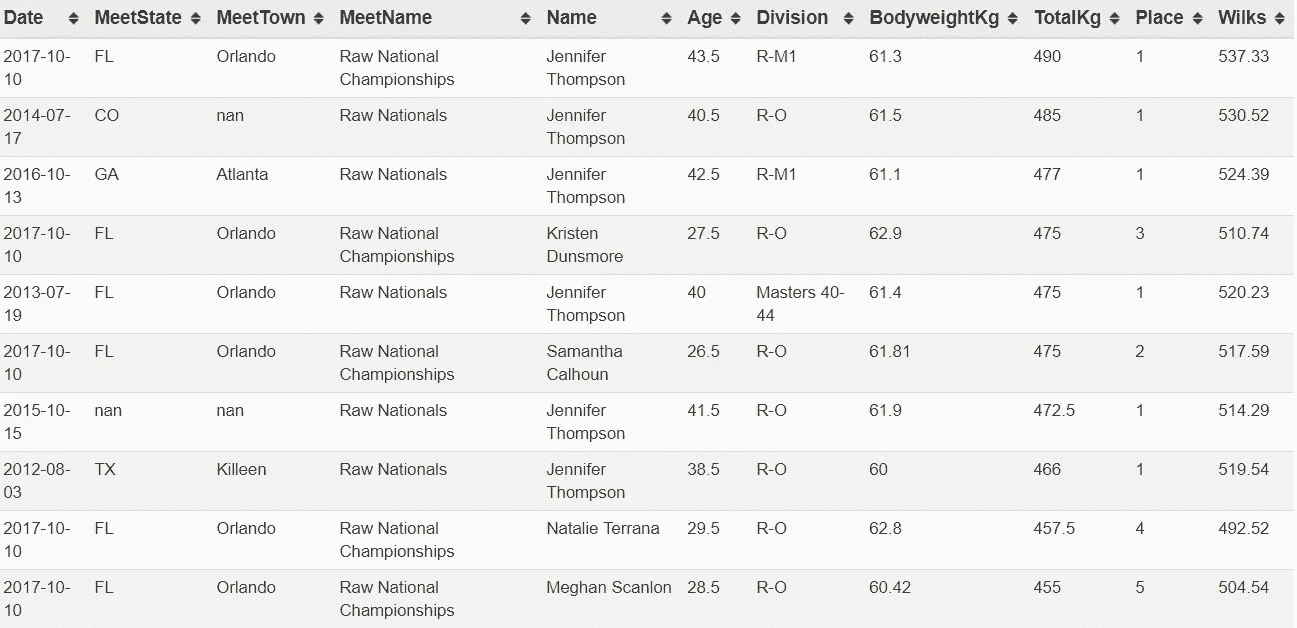 Date MeetState MeetTown MeetName Name Age Division BodyweightKg TotalKg Place Wilks
2017-10- FL Orlando Raw National Jennifer 43.5 R-M1 61.3 490 1 537.33
10 Championships Thompson
2014-07- CO nan Raw Nationals Jennifer 40.5 R-O 61.5 485 1 530.52
17 Thompson
2016-10- GA Atlanta Raw Nationals Jennifer 42.5 R-M1 61.1 477 1 524.39
13 Thompson
2017-10- FL Orlando Raw National Kristen 27.5 R-O 62.9 475 3 510.74
10 Championships Dunsmore
2013-07- FL Orlando Raw Nationals Jennifer 40 Masters 40- 61.4 475 1 520.23
19 Thompson 44
2017-10- FL Orlando Raw National Samantha 26.5 R-O 61.81 475 2 517.59
10 Championships Calhoun
2015-10- nan nan Raw Nationals Jennifer 41.5 R-O 61.9 472.5 1 514.29
15 Thompson
2012-08- TX Killeen Raw Nationals Jennifer 38.5 R-O 60 466 1 519.54
03 Thompson
2017-10- FL Orlando Raw National Natalie Terrana 29.5 R-O 62.8 457.5 4 492.52
10 Championships
2017-10- FL Orlando Raw National Meghan Scanlon 28.5 R-O 60.42 455 5 504.54
10 Championships